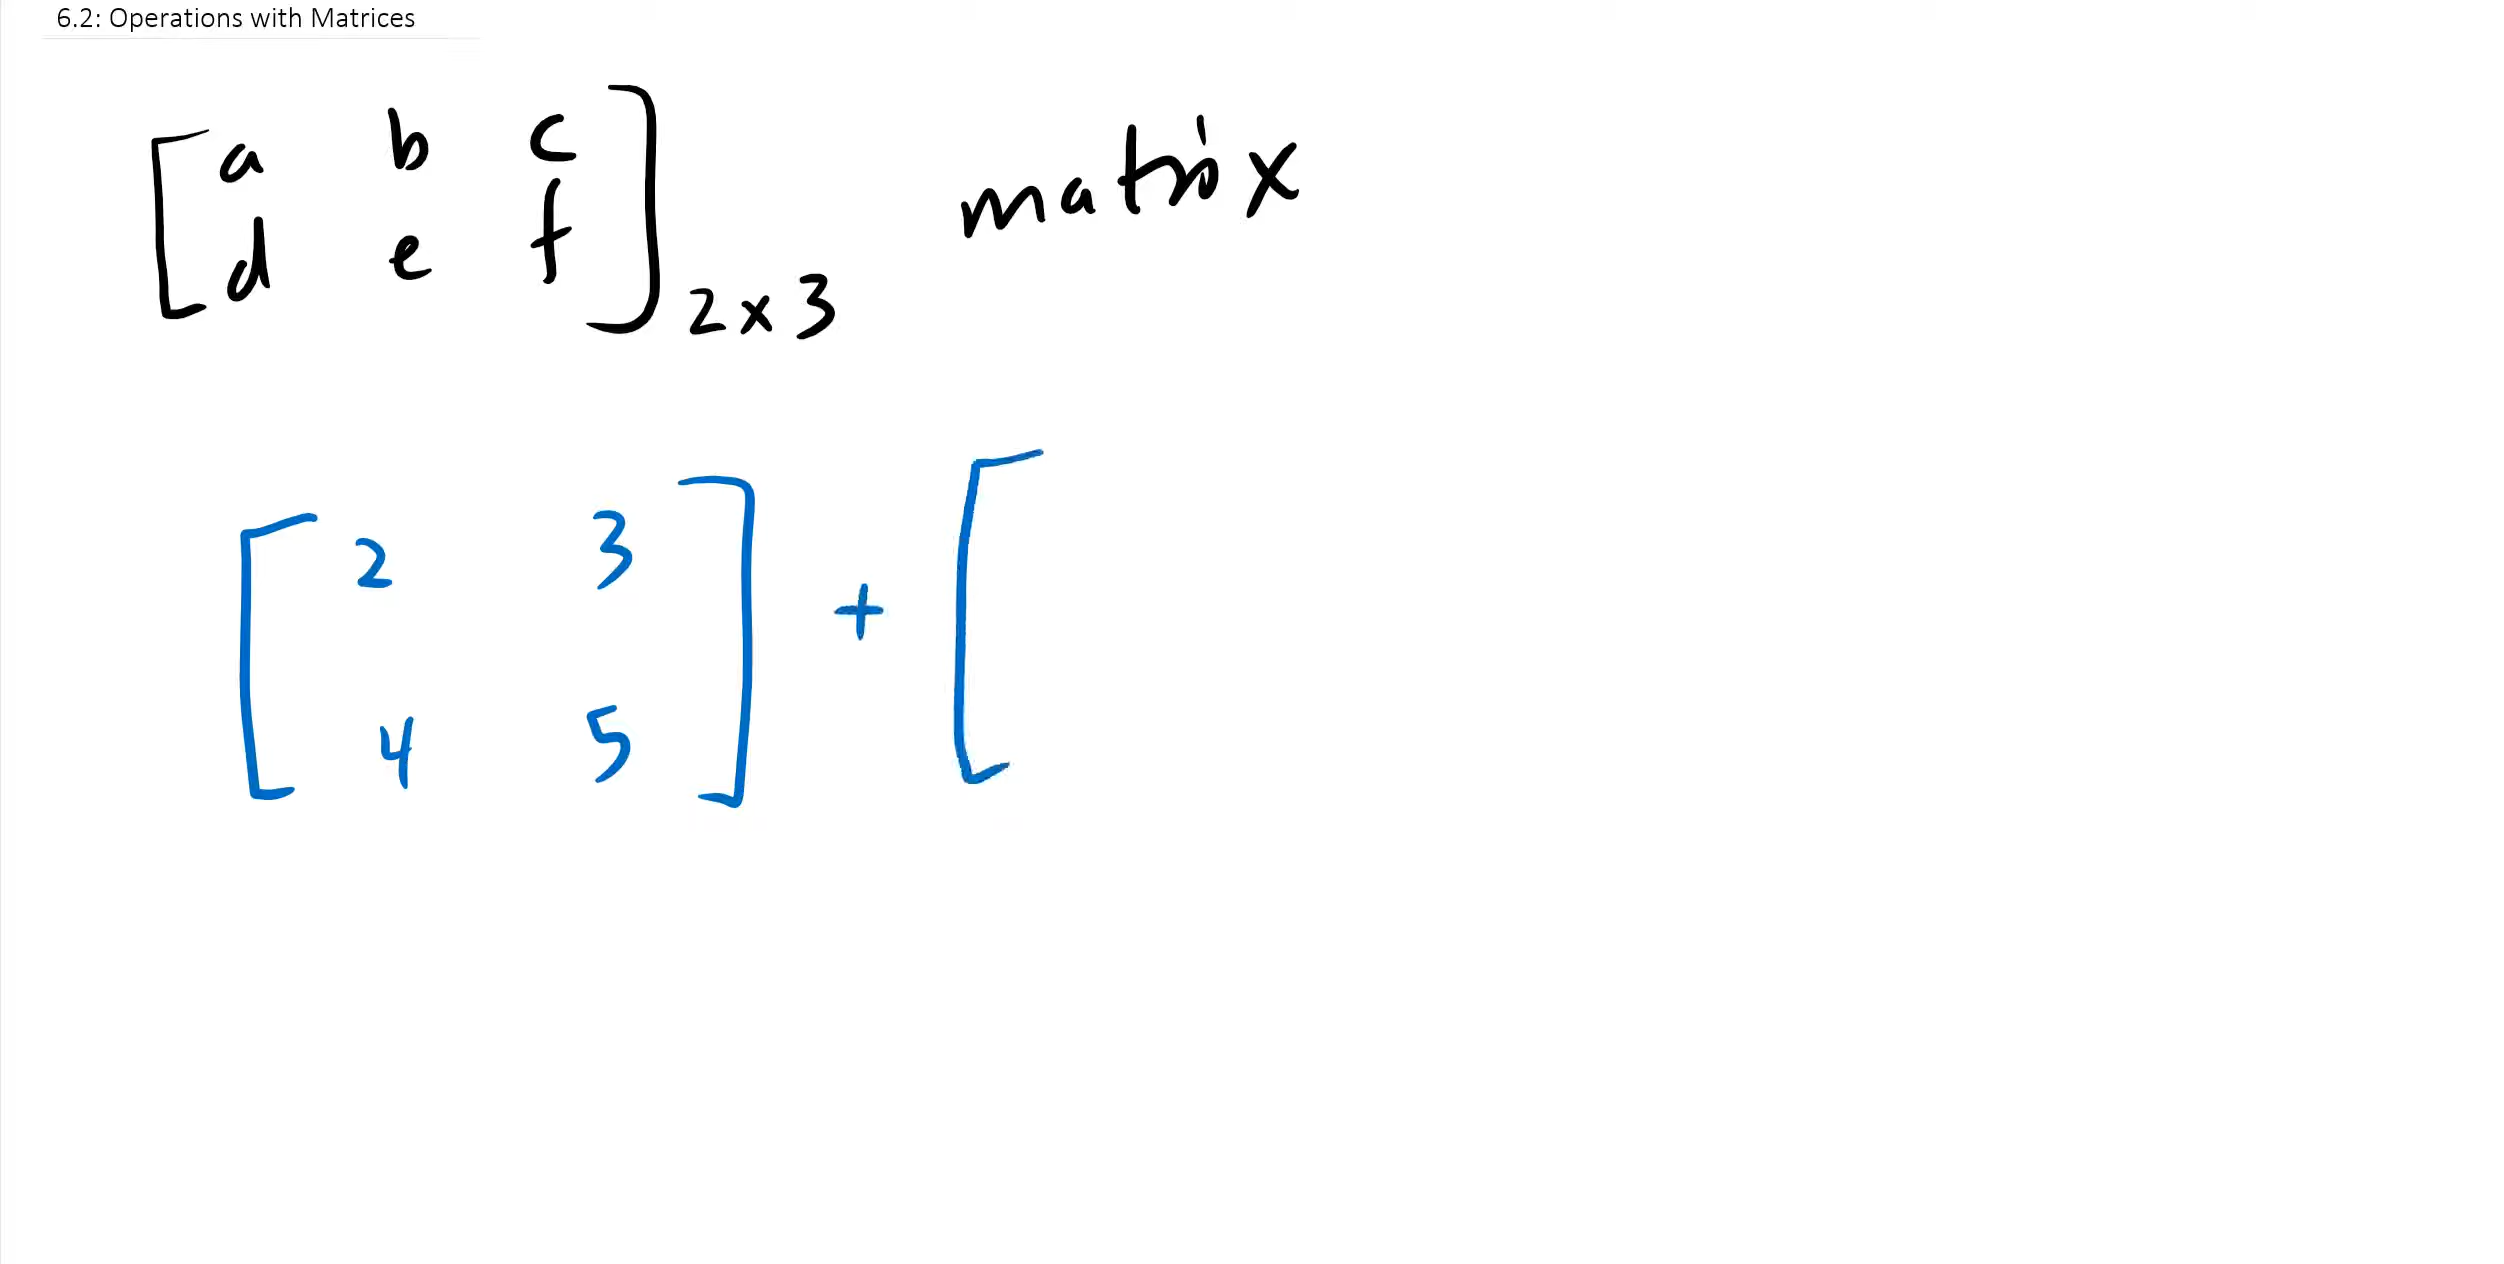 6.2: Operations with Matrices
[a b c
d e f] 2x3 matrix
[2 3
4 5] + [